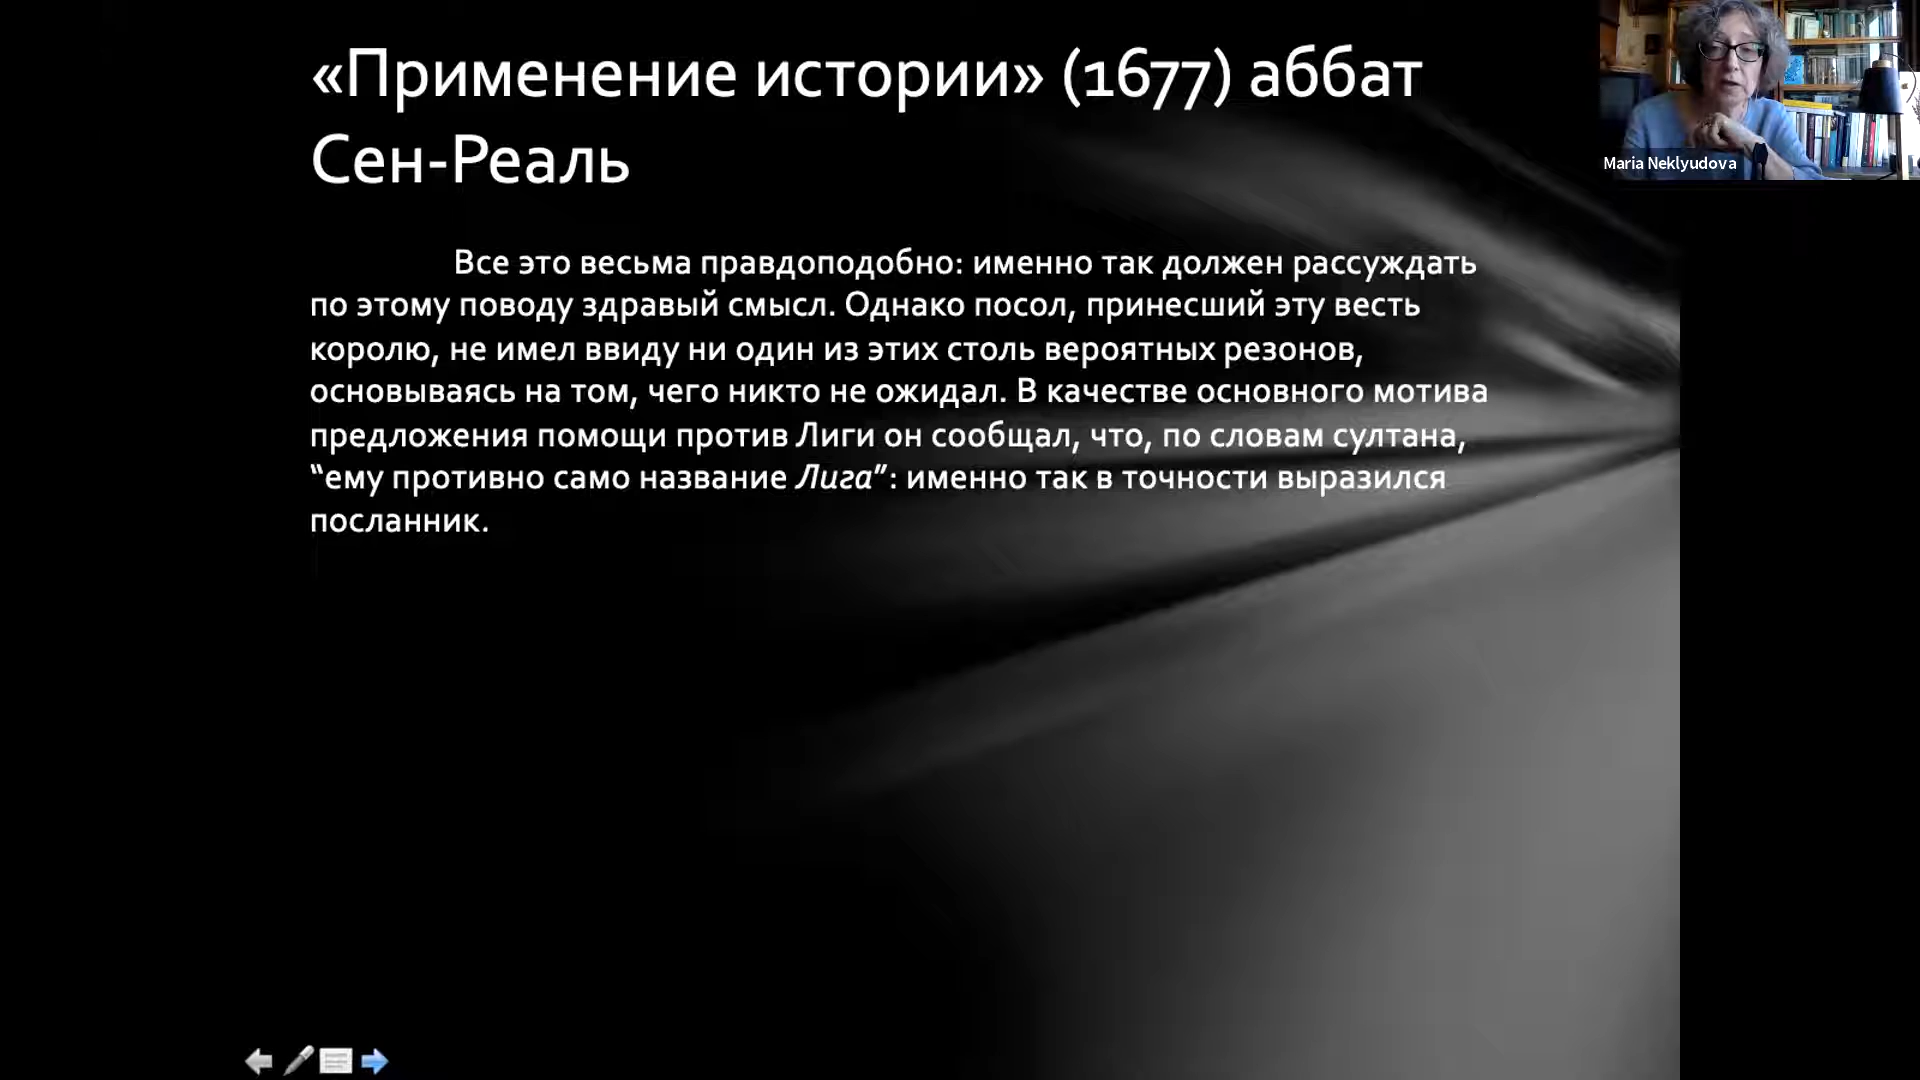 «Применение истории» (1677) аббат
Сен-Реаль
Maria Neklyudova
Все это весьма правдоподобно: именно так должен рассуждать
по этому поводу здравый смысл. Однако посол, принесший эту весть
королю, не имел ввиду ни один из этих столь вероятных резонов,
основываясь на том, чего никто не ожидал. В качестве основного мотива
предложения помощи против Лиги он сообщал, что, по словам султана,
“ему противно само название Лига”: именно так в точности выразился
посланник.